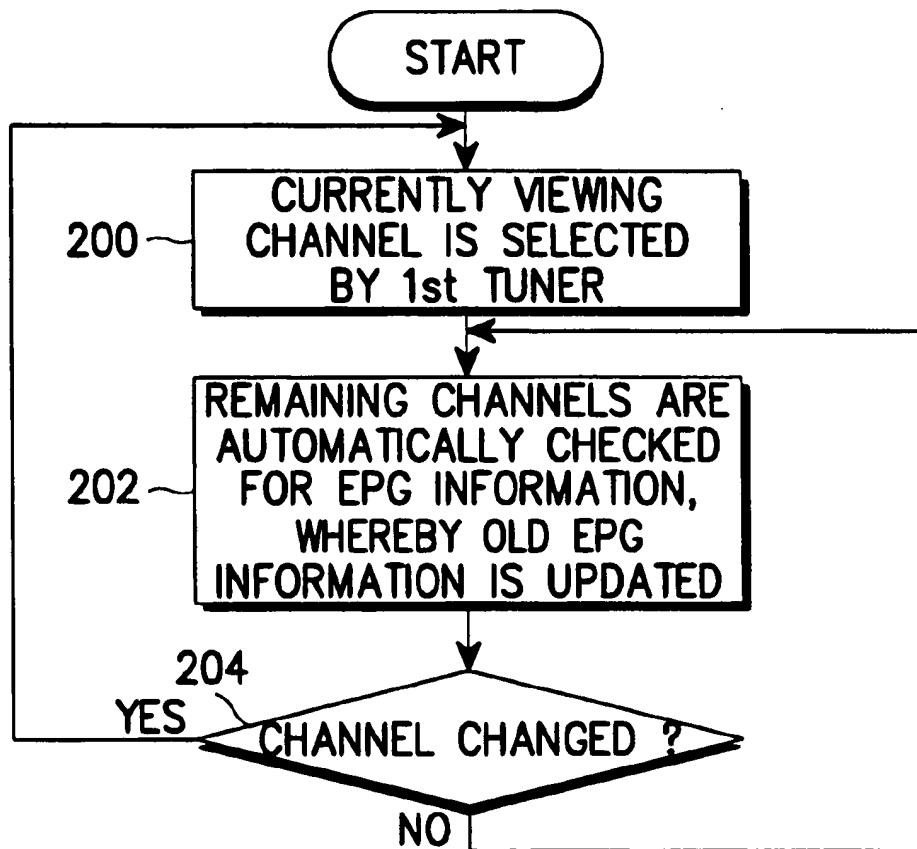 START
CURRENTLY VIEWING
CHANNEL IS SELECTED
BY 1st TUNER
200
REMAINING CHANNELS ARE
AUTOMATICALLY CHECKED
FOR EPG INFORMATION,
WHEREBY OLD EPG
INFORMATION IS UPDATED
202
204
YES
CHANNEL CHANGED ?
NO